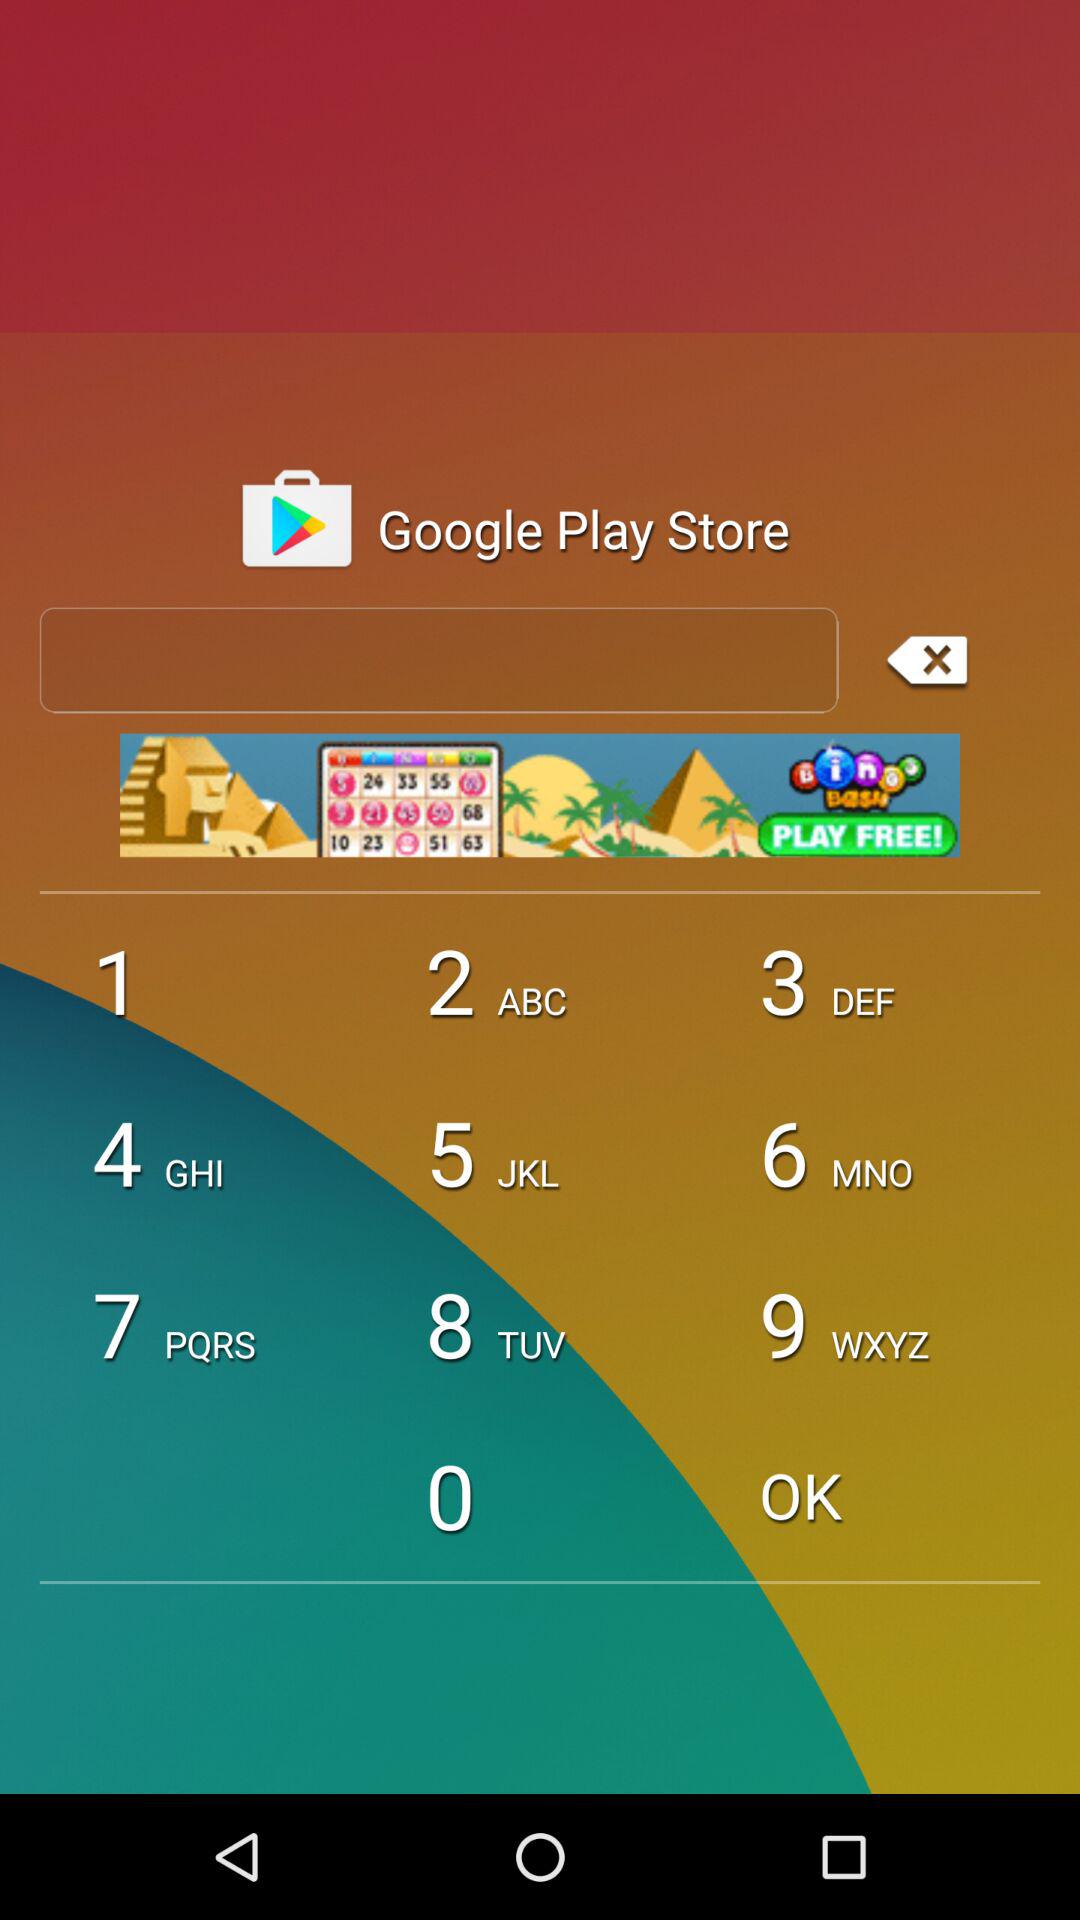 Google Play Store
24 33 55
68
10 23 51 63
BINGO
BASH
PLAY FREE!
1 2 ABC 3 DEF
4 GHI 5 JKL 6 MNO
7 PQRS 8 TUV 9 WXYZ
0 OK